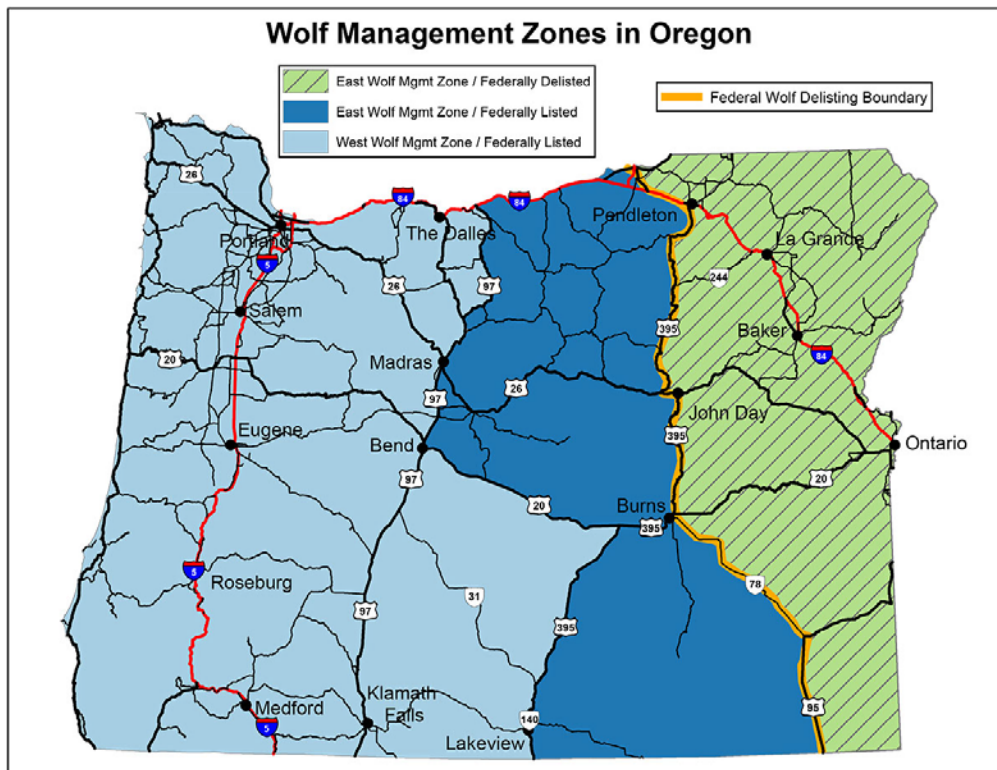 Wolf Management Zones in Oregon
East Wolf Mgmt Zone / Federally Delisted
East Wolf Mgmt Zone / Federally Listed
West Wolf Mgmt Zone / Federally Listed
Federal Wolf Delisting Boundary
26
84
84
Pendleton
Portland
The Dalles
La Grande
5
244
26
97
Salem
395
Baker
20
84
Madras
26
97
John Day
Eugene
395
Bend
Ontario
97
20
20
Burns
395
5
Roseburg
78
31
97
395
Klamath
Falls
Medford
95
5
140
Lakeview